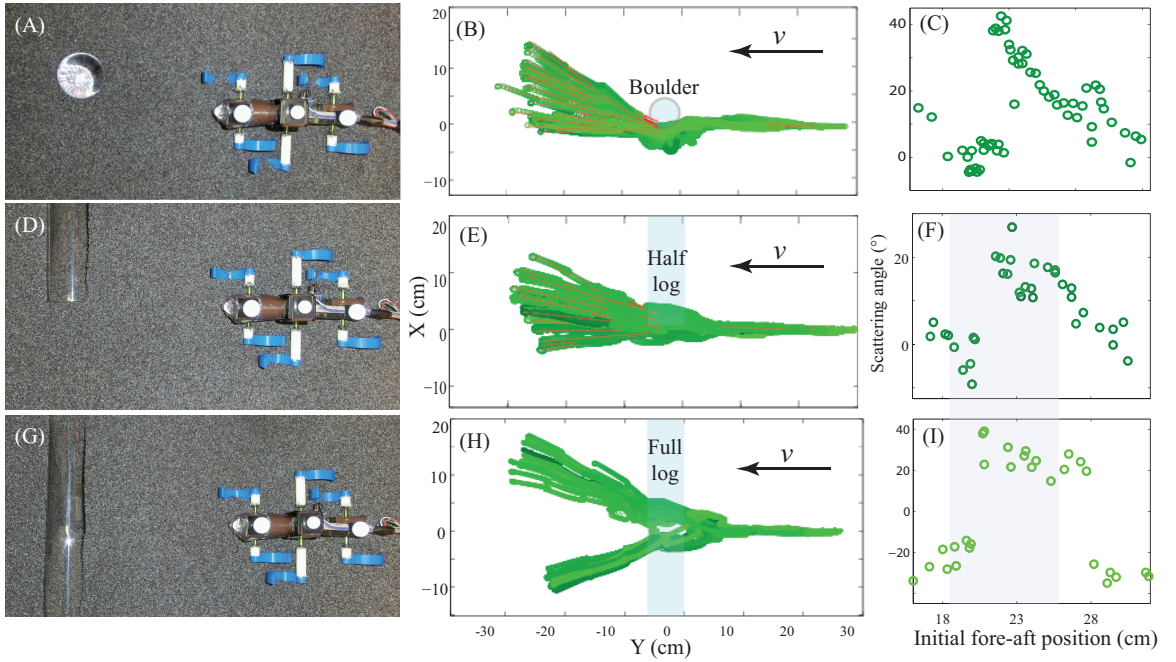 (A)
(B)
v
Boulder
20
10
0
−10
(C)
40
20
0
(D)
(E)
v
Half
log
20
10
0
−10
X (cm)
(F)
20
0
Scattering angle (°)
(G)
(H)
v
Full
log
20
10
0
−10
-30
-20
-10
0
10
20
30
Y (cm)
(I)
40
20
0
−20
−40
18
23
28
Initial fore-aft position (cm)